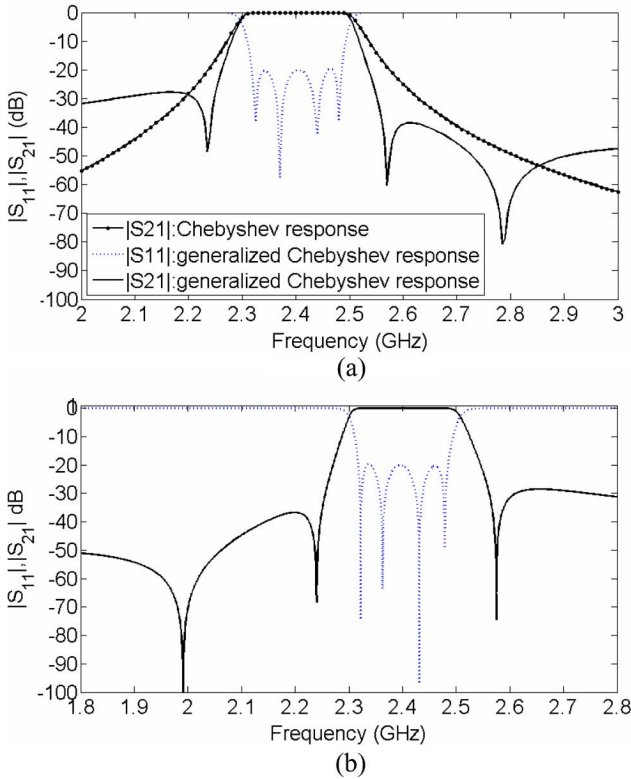 0
-10
-20
-30
-40
-50
-60
-70
-80
-90
-100
|S11|,|S21| (dB)
|S21|:Chebyshev response
|S11|:generalized Chebyshev response
|S21|:generalized Chebyshev response
2 2.1 2.2 2.3 2.4 2.5 2.6 2.7 2.8 2.9 3
Frequency (GHz)
(a)
0
-10
-20
-30
-40
-50
-60
-70
-80
-90
-100
|S11|,|S21| dB
1.8 1.9 2 2.1 2.2 2.3 2.4 2.5 2.6 2.7 2.8
Frequency (GHz)
(b)